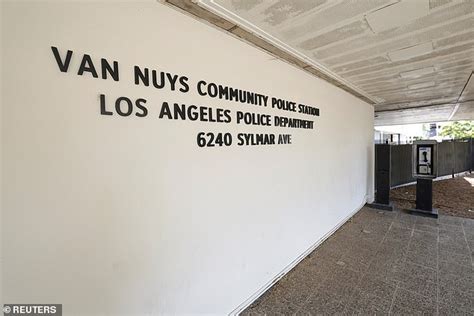 VAN NUYS COMMUNITY POLICE STATION
LOS ANGELES POLICE DEPARTMENT
6240 SYLMAR AVE
© REUTERS